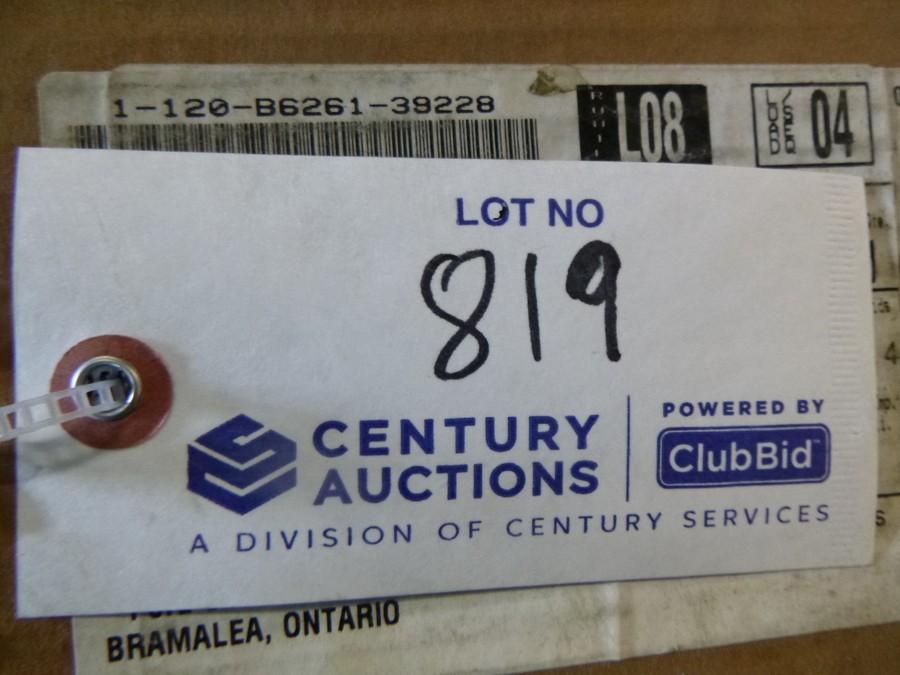 1-120-B6261-39228
L08
04
LOT NO
819
CENTURY
AUCTIONS
POWERED BY
ClubBid™
A DIVISION OF CENTURY SERVICES
BRAMALEA, ONTARIO